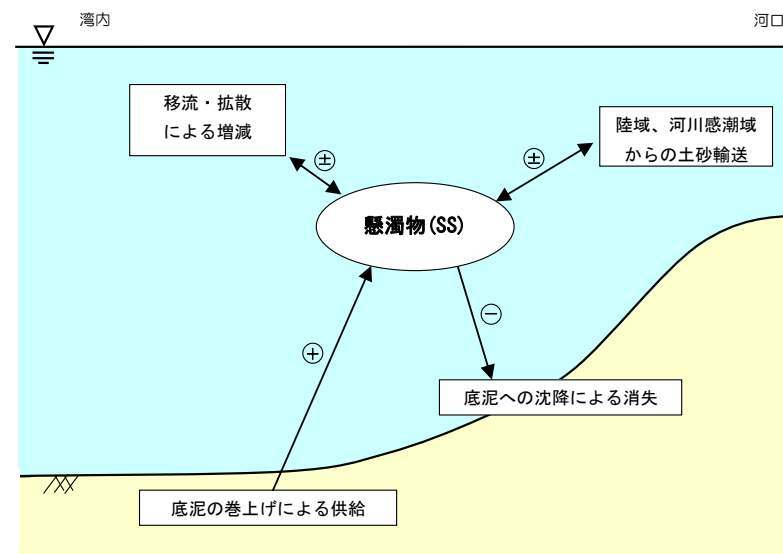 湾内
河口
移流・拡散
による増減
±
±
陸域、河川感潮域
からの土砂輸送
懸濁物(SS)
+
−
底泥への沈降による消失
底泥の巻上げによる供給